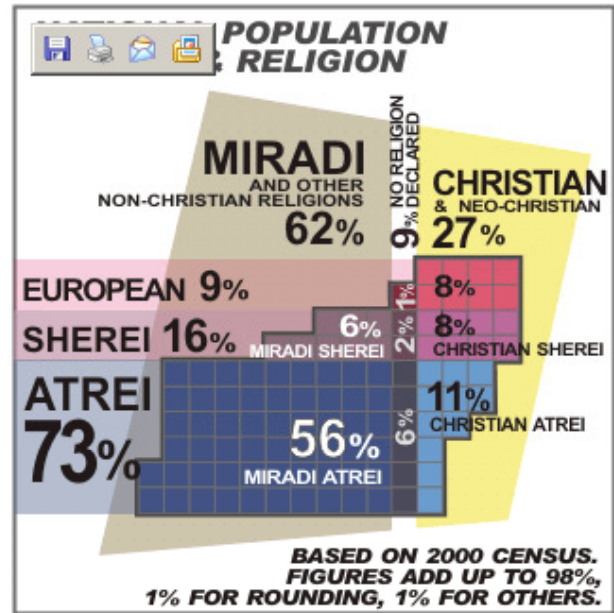 POPULATION
& RELIGION
MIRADI
AND OTHER
NON-CHRISTIAN RELIGIONS
62%
NO RELIGION
DECLARED
9%
CHRISTIAN
& NEO-CHRISTIAN
27%
EUROPEAN 9%
1%
8%
SHEREI 16%
6%
MIRADI SHEREI
2%
8%
CHRISTIAN SHEREI
ATREI
73%
56%
MIRADI ATREI
6%
11%
CHRISTIAN ATREI
BASED ON 2000 CENSUS.
FIGURES ADD UP TO 98%,
1% FOR ROUNDING, 1% FOR OTHERS.